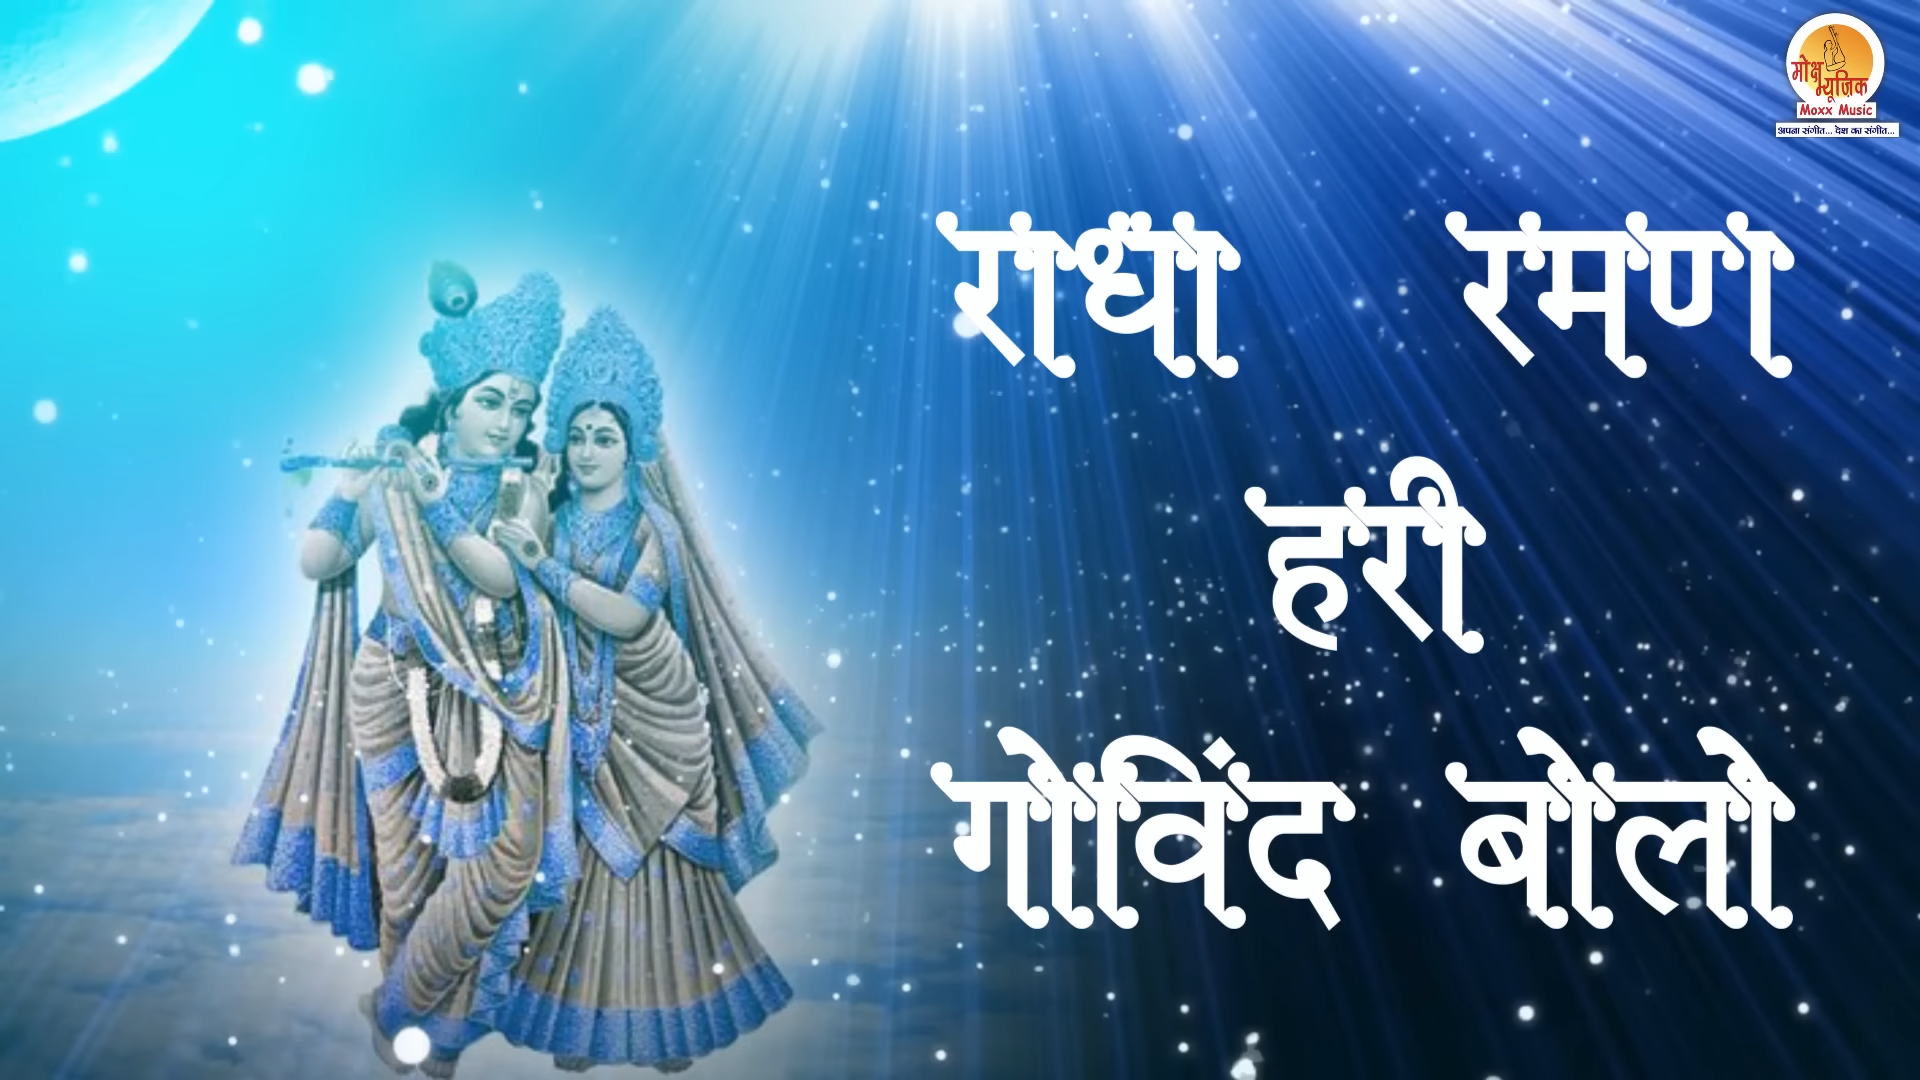 मोक्ष
म्यूज़िक
Moxx Music
अपना संगीत... देश का संगीत...
राधा रमण
हरी
गोविंद बोलो